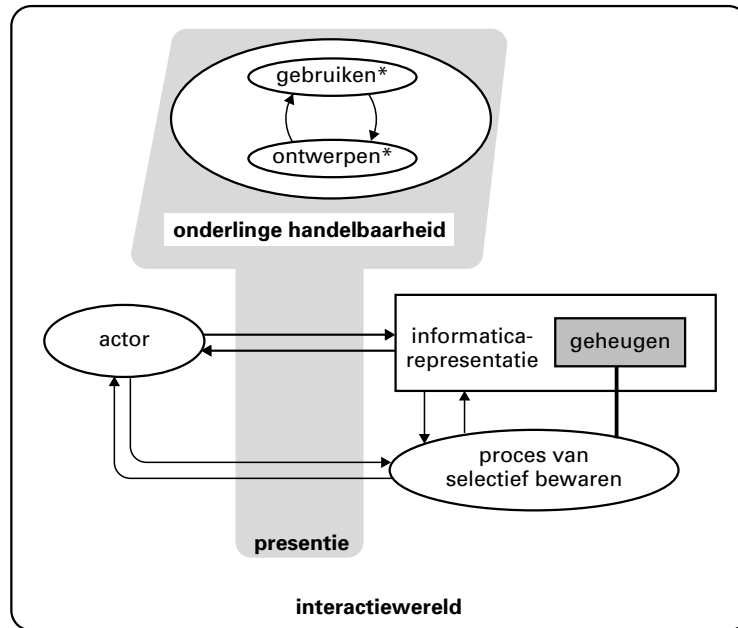 gebruiken*
ontwerpen*
onderlinge handelbaarheid
actor
informatica-
representatie
geheugen
proces van
selectief bewaren
presentie
interactiewereld